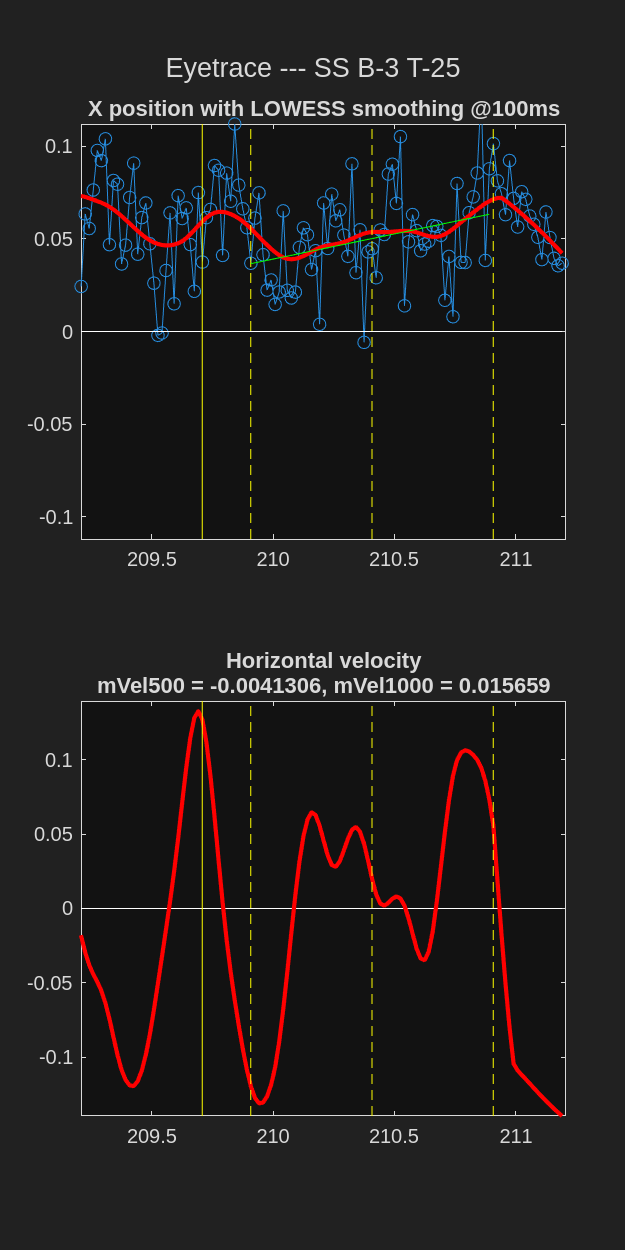 Eyetrace --- SS B-3 T-25
X position with LOWESS smoothing @100ms
0.1
0.05
0
-0.05
-0.1
209.5 210 210.5 211
Horizontal velocity
mVel500 = -0.0041306, mVel1000 = 0.015659
0.1
0.05
0
-0.05
-0.1
209.5 210 210.5 211